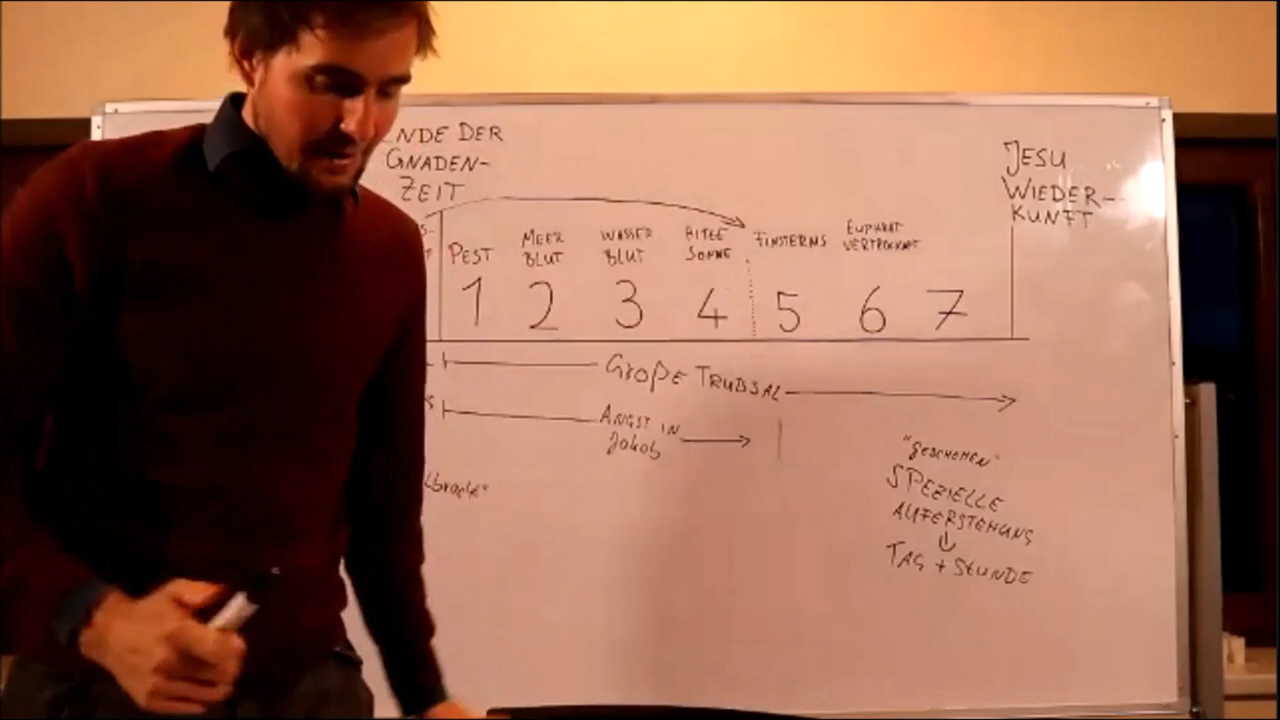 NDE DER
GNADEN-
ZEIT
JESU
WIEDER-
KUNFT
PEST
MEER
BLUT
WASSER
BLUT
HITZE
SONNE
FINSTERNIS
EUPHRAT
VERTROCKNET
1 2 3 4 5 6 7
GROßE TRÜBSAL
ANGST IN
Jakob
"GESCHEHEN"
SPEZIELLE
AUFERSTEHUNG
TAG + STUNDE